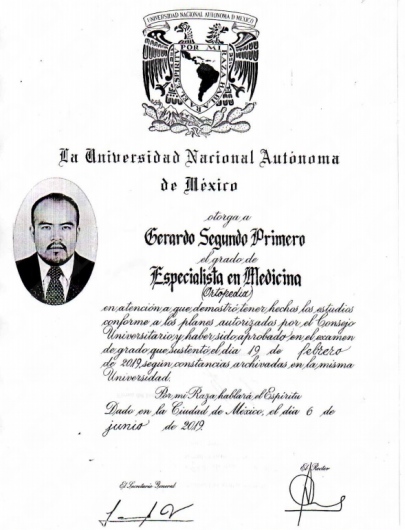 UNIVERSIDAD NACIONAL AUTÓNOMA DE MÉXICO
POR MI RAZA HABLARÁ EL ESPÍRITU
La Universidad Nacional Autónoma
de México
otorga a
Gerardo Segundo Primero
el grado de
Especialista en Medicina
(Ortopedia)
en atención a que demostró tener hechos los estudios
conforme a los planes autorizados por el Consejo
Universitario y haber sido aprobado en el examen
de grado que sustentó el día 19 de febrero
de 2019, según constancias archivadas en la misma
Universidad.
Por mi Raza hablará el Espíritu
Dado en la Ciudad de México, el día 6 de
junio de 2019.
El Rector
El Secretario General